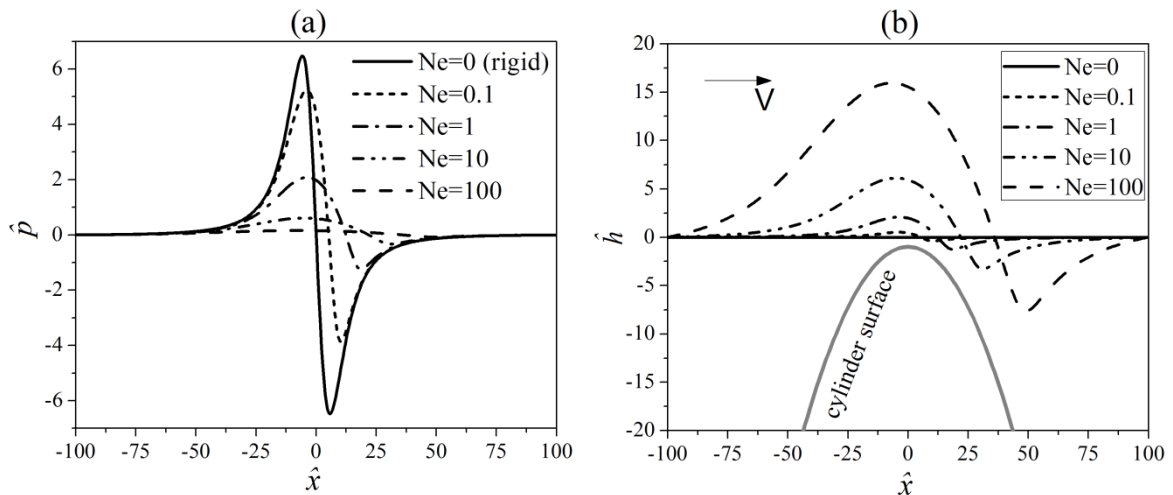 (a)
6
4
2
0
-2
-4
-6
p̂
-100
-75
-50
-25
0
25
50
75
100
x̂
Ne=0 (rigid)
Ne=0.1
Ne=1
Ne=10
Ne=100
(b)
20
15
10
5
0
-5
-10
-15
-20
ĥ
-100
-75
-50
-25
0
25
50
75
100
x̂
V
Ne=0
Ne=0.1
Ne=1
Ne=10
Ne=100
cylinder surface